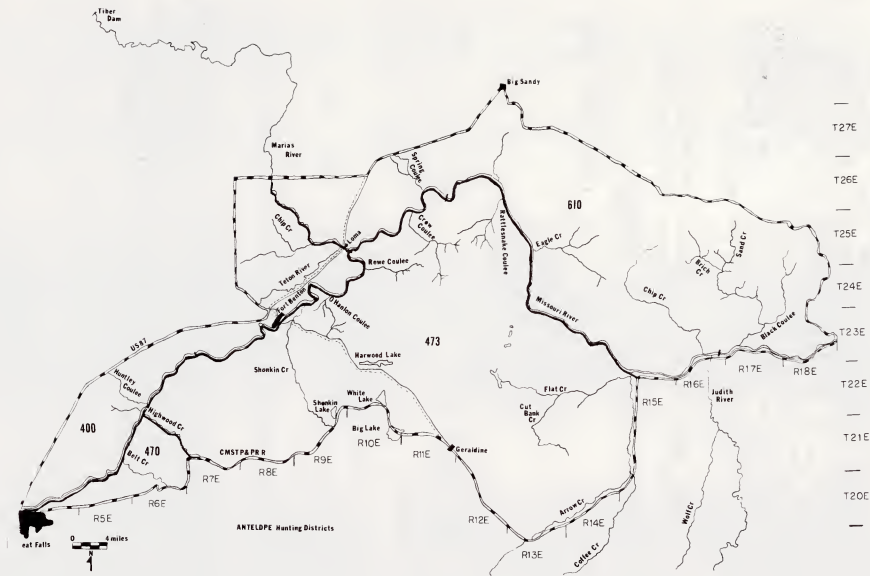 Tiber
Dam
Big Sandy
T27E
Marias
River
Spring
Coulee
T26E
610
Chip Cr
Loma
Crow
Coulee
Rattlesnake Coulee
Eagle Cr
Sand Cr
T25E
Brich
Cr
Rewe Coulee
Teton River
Chip Cr
T24E
Fort Benton
O'Hanlon Coulee
Missouri River
Black Coulee
T23E
US 87
473
Harwood Lake
R17E
R18E
Shonkin Cr
R16E
Huntley
Coulee
White
Lake
Flat Cr
R15E
Judith
River
T22E
Shonkin
Lake
Cut
Bank
Cr
Highwood Cr
Big Lake
R10E
400
470
CMSTP&PRR
R9E
R11E
Geraldine
T21E
Belt Cr
R7E
R8E
R6E
T20E
R5E
Arrow Cr
R12E
R14E
Wolf Cr
ANTELDPE Hunting Districts
R13E
Coffee Cr
eat Falls
0 4 miles
N